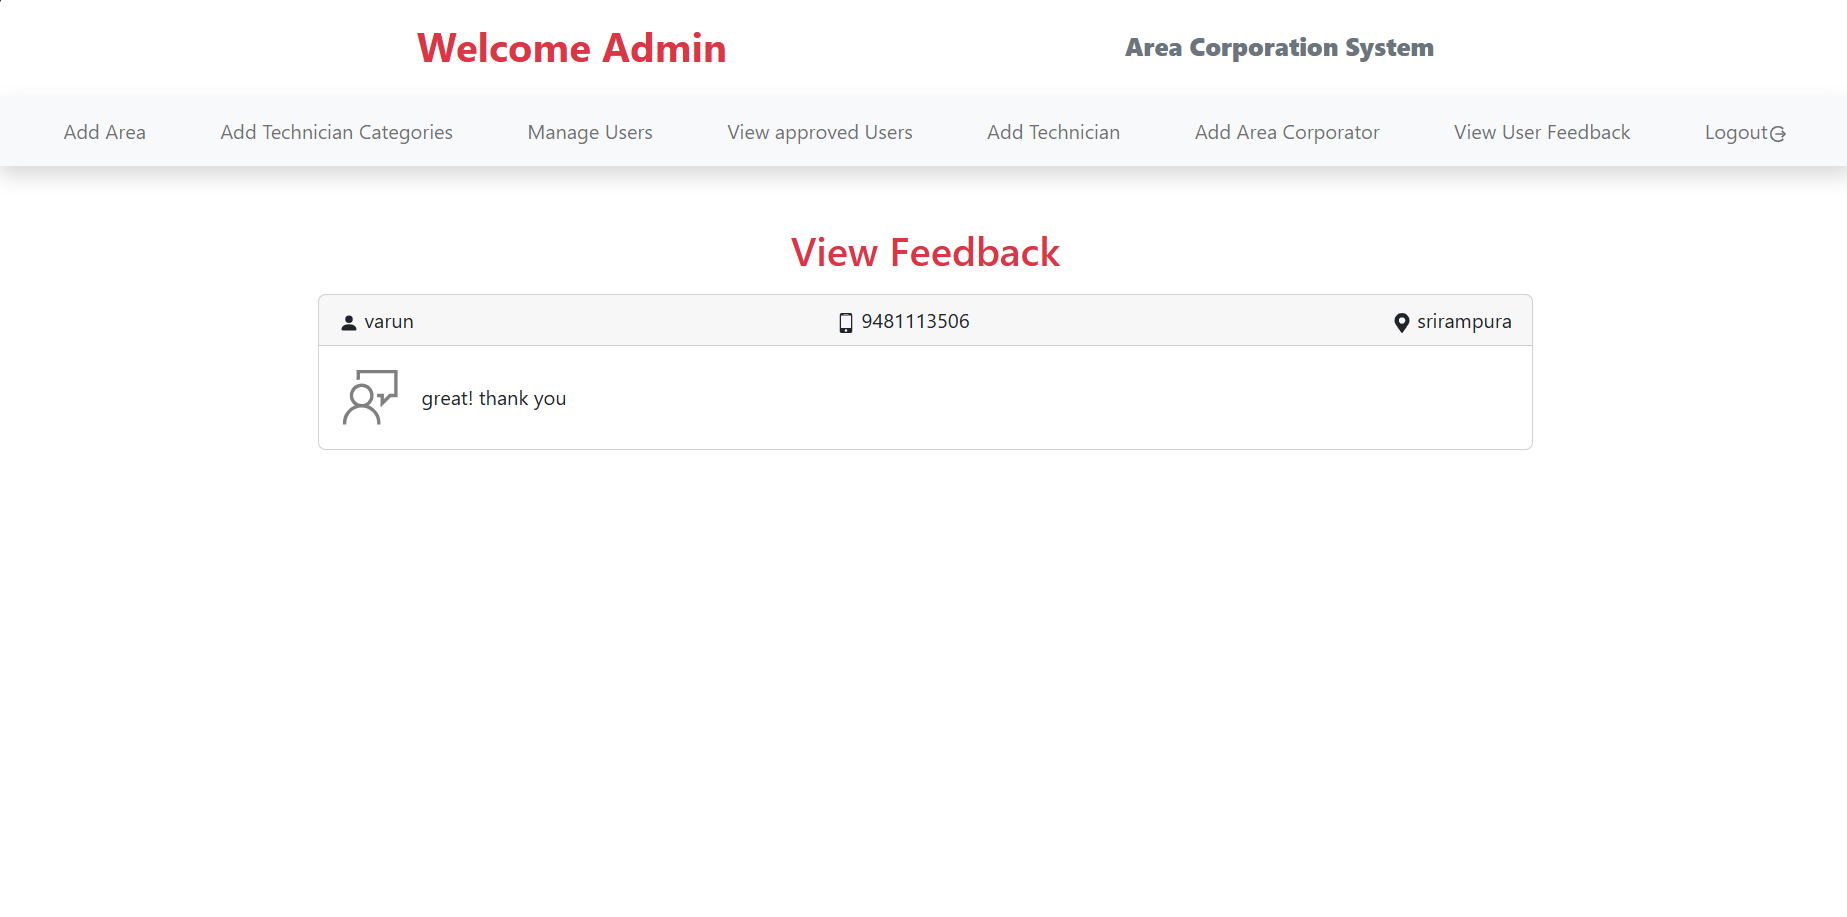 Welcome Admin
Area Corporation System
Add Area
Add Technician Categories
Manage Users
View approved Users
Add Technician
Add Area Corporator
View User Feedback
Logout
View Feedback
varun
9481113506
srirampura
great! thank you